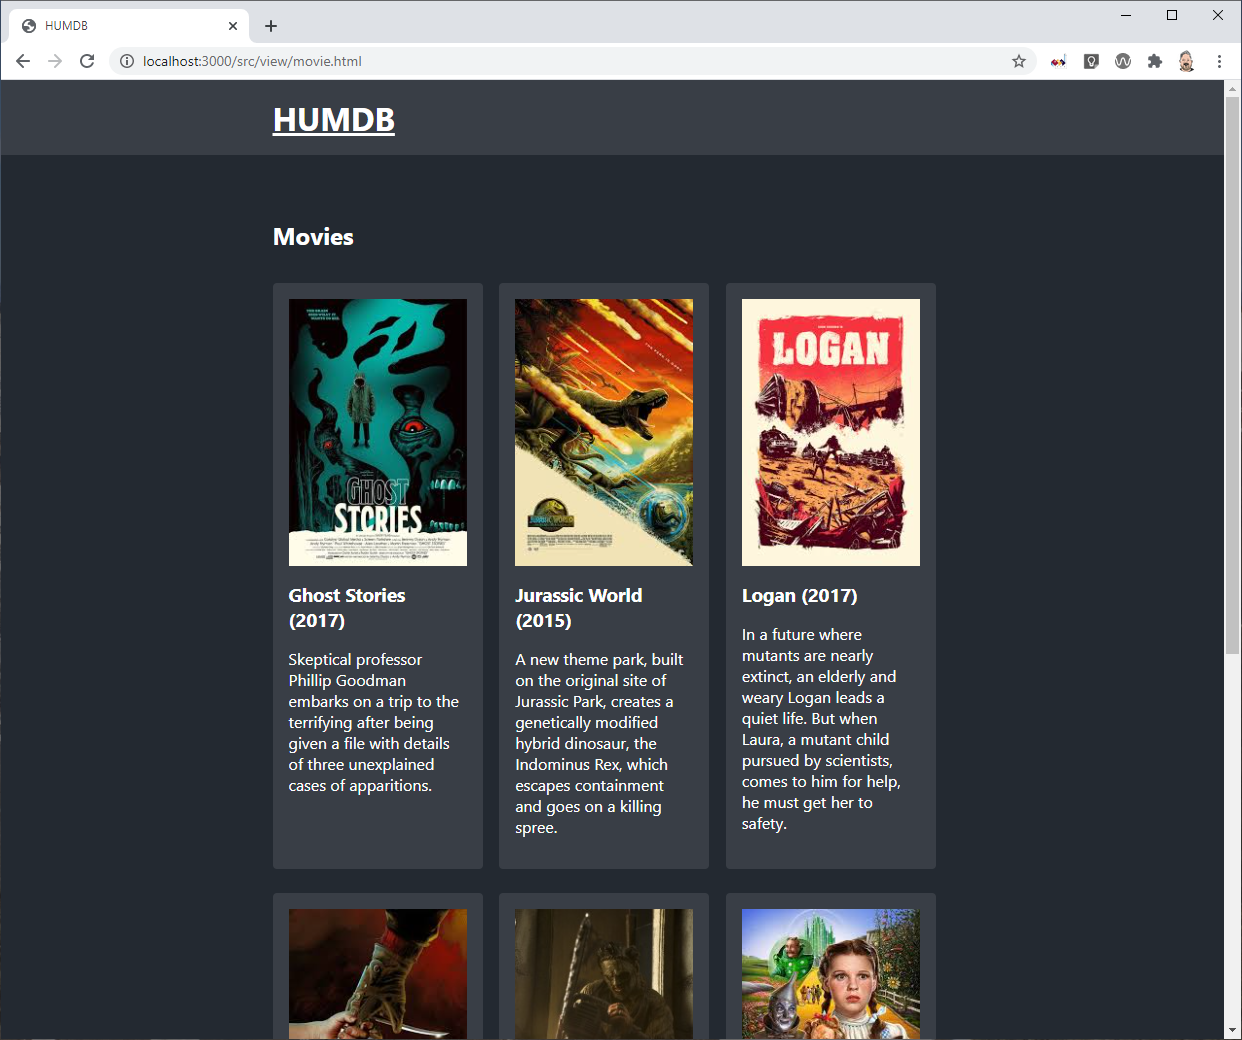 HUMDB
localhost:3000/src/view/movie.html
HUMDB
Movies
GHOST
STORIES
JURASSIC WORLD
LOGAN
Ghost Stories
(2017)
Skeptical professor
Phillip Goodman
embarks on a trip to the
terrifying after being
given a file with details
of three unexplained
cases of apparitions.
Jurassic World
(2015)
A new theme park, built
on the original site of
Jurassic Park, creates a
genetically modified
hybrid dinosaur, the
Indominus Rex, which
escapes containment
and goes on a killing
spree.
Logan (2017)
In a future where
mutants are nearly
extinct, an elderly and
weary Logan leads a
quiet life. But when
Laura, a mutant child
pursued by scientists,
comes to him for help,
he must get her to
safety.